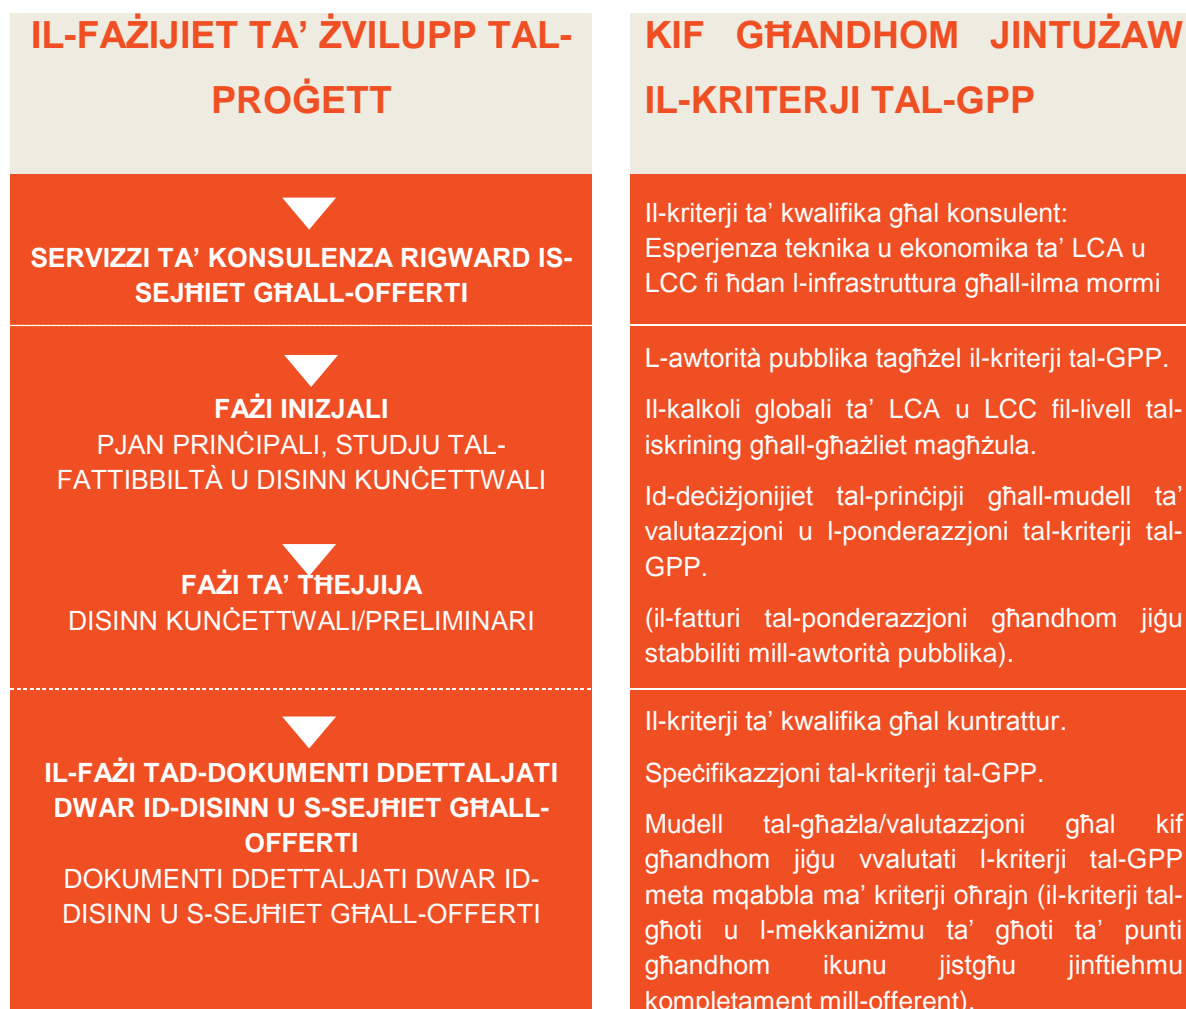 IL-FAŻIJIET TA’ ŻVILUPP TAL-
PROĠETT
KIF GĦANDHOM JINTUŻAW
IL-KRITERJI TAL-GPP
SERVIZZI TA’ KONSULENZA RIGWARD IS-
SEJĦIET GĦALL-OFFERTI
Il-kriterji ta’ kwalifika għal konsulent:
Esperjenza teknika u ekonomika ta’ LCA u
LCC fi ħdan l-infrastruttura għall-ilma mormi
FAŻI INIZJALI
PJAN PRINĊIPALI, STUDJU TAL-
FATTIBBILTÀ U DISINN KUNĊETTWALI
FAŻI TA’ TĦEJJIJA
DISINN KUNĊETTWALI/PRELIMINARI
L-awtorità pubblika tagħżel il-kriterji tal-GPP.
Il-kalkoli globali ta’ LCA u LCC fil-livell tal-
iskrining għall-għażliet magħżula.
Id-deċiżjonijiet tal-prinċipji għall-mudell ta’
valutazzjoni u l-ponderazzjoni tal-kriterji tal-
GPP.
(il-fatturi tal-ponderazzjoni għandhom jiġu
stabbiliti mill-awtorità pubblika).
IL-FAŻI TAD-DOKUMENTI DDETTALJATI
DWAR ID-DISINN U S-SEJĦIET GĦALL-
OFFERTI
DOKUMENTI DDETTALJATI DWAR ID-
DISINN U S-SEJĦIET GĦALL-OFFERTI
Il-kriterji ta’ kwalifika għal kuntrattur.
Speċifikazzjoni tal-kriterji tal-GPP.
Mudell tal-għażla/valutazzjoni għal kif
għandhom jiġu vvalutati l-kriterji tal-GPP
meta mqabbla ma’ kriterji oħrajn (il-kriterji tal-
għoti u l-mekkaniżmu ta’ għoti ta’ punti
għandhom ikunu jistgħu jinftiehmu
kompletament mill-offerent).